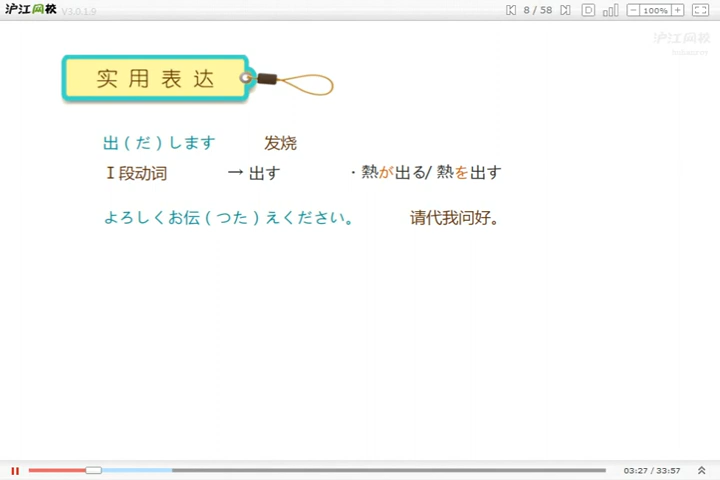 沪江网校 V3.0.1.9 8 / 58 D 100%
沪江网校
实用表达
出（だ）します 发烧
Ⅰ段动词 → 出す ・熱が出る/ 熱を出す
よろしくお伝（つた）えください。 请代我问好。
03:27 / 33:57